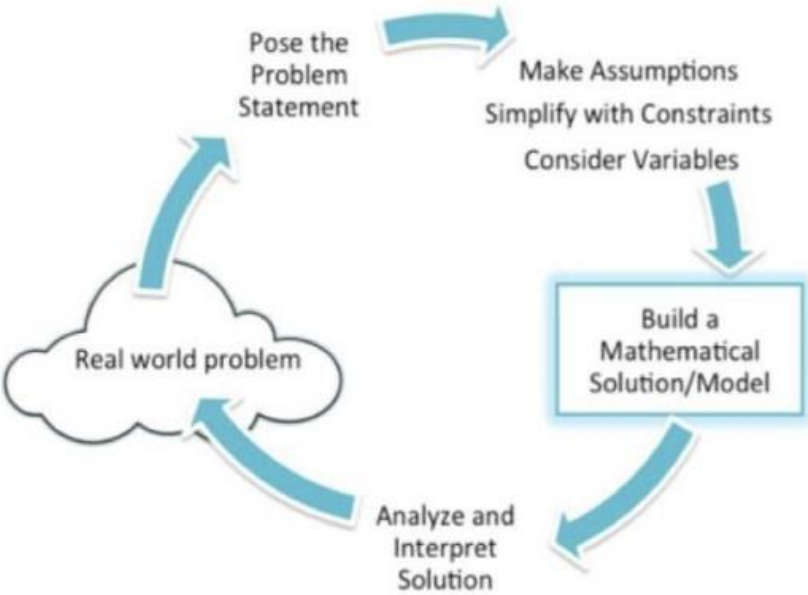 Pose the
Problem
Statement
Make Assumptions
Simplify with Constraints
Consider Variables
Build a
Mathematical
Solution/Model
Analyze and
Interpret
Solution
Real world problem